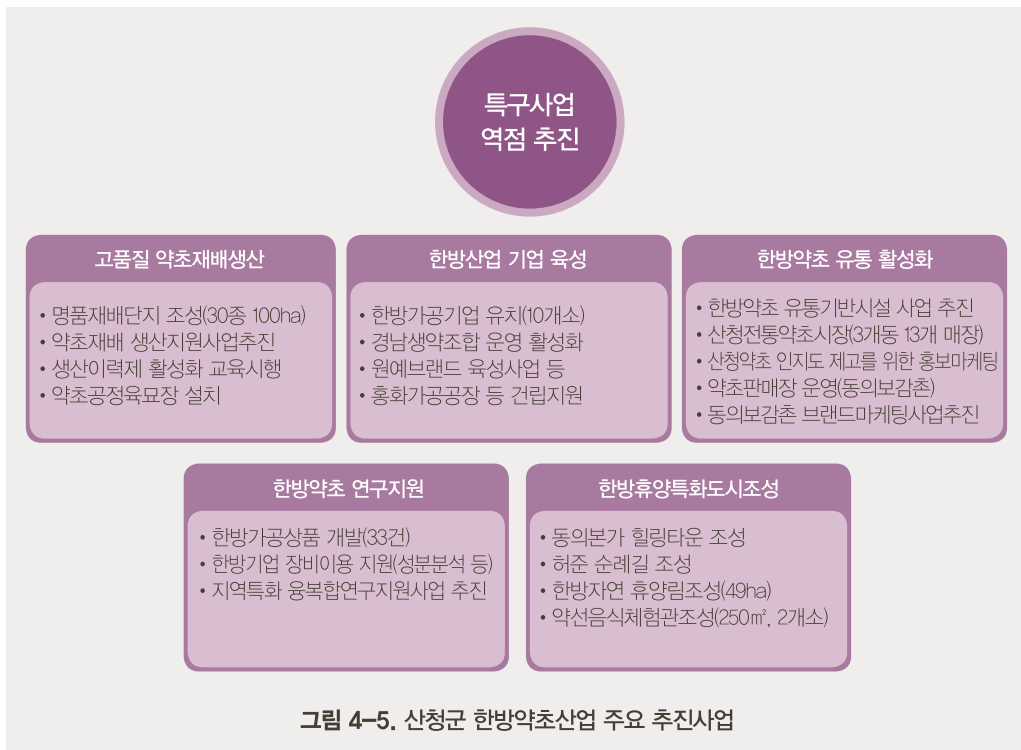 특구사업
역점 추진
고품질 약초재배생산
• 명품재배단지 조성(30종 100ha)
• 약초재배 생산지원사업추진
• 생산이력제 활성화 교육시행
• 약초공정육묘장 설치
한방산업 기업 육성
• 한방가공기업 유치(10개소)
• 경남생약조합 운영 활성화
• 원예브랜드 육성사업 등
• 홍화가공공장 등 건립지원
한방약초 유통 활성화
• 한방약초 유통기반시설 사업 추진
• 산청전통약초시장(3개동 13개 매장)
• 산청약초 인지도 제고를 위한 홍보마케팅
• 약초판매장 운영(동의보감촌)
• 동의보감촌 브랜드마케팅사업추진
한방약초 연구지원
• 한방가공상품 개발(33건)
• 한방기업 장비이용 지원(성분분석 등)
• 지역특화 융복합연구지원사업 추진
한방휴양특화도시조성
• 동의본가 힐링타운 조성
• 허준 순례길 조성
• 한방자연 휴양림조성(49ha)
• 약선음식체험관조성(250㎡, 2개소)
그림 4-5. 산청군 한방약초산업 주요 추진사업